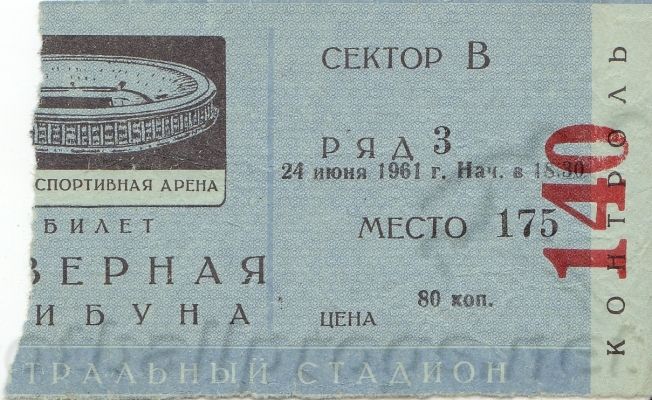 СЕКТОР В
РЯД 3
24 июня 1961 г. Нач. в 18.30
МЕСТО 175
80 коп.
ЦЕНА
СПОРТИВНАЯ АРЕНА
БИЛЕТ
ВЕРНАЯ
ИБУНА
ТРАЛЬНЫЙ СТАДИОН
140
КОНТРОЛЬ